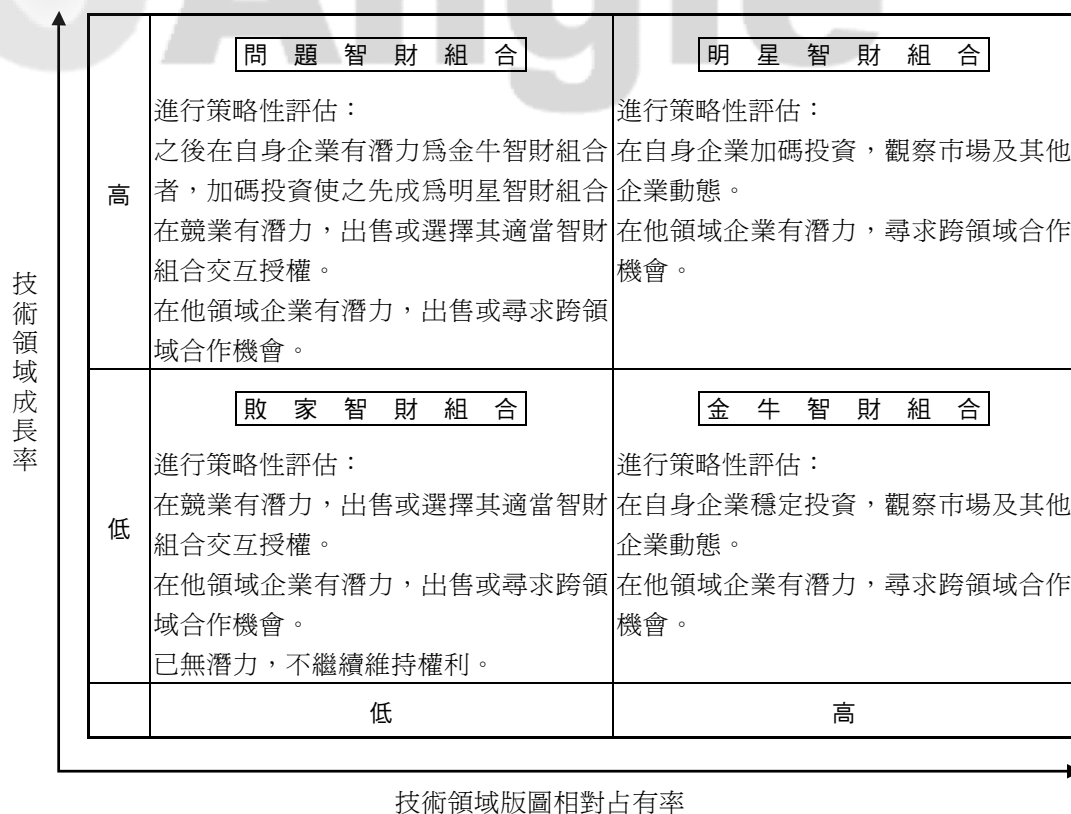 Angle
問題智財組合
進行策略性評估：
之後在自身企業有潛力爲金牛智財組合
者，加碼投資使之先成爲明星智財組合
在競業有潛力，出售或選擇其適當智財
組合交互授權。
在他領域企業有潛力，出售或尋求跨領
域合作機會。
明星智財組合
進行策略性評估：
在自身企業加碼投資，觀察市場及其他
企業動態。
在他領域企業有潛力，尋求跨領域合作
機會。
高
技術領域成長率
敗家智財組合
進行策略性評估：
在競業有潛力，出售或選擇其適當智財
組合交互授權。
在他領域企業有潛力，出售或尋求跨領
域合作機會。
已無潛力，不繼續維持權利。
金牛智財組合
進行策略性評估：
在自身企業穩定投資，觀察市場及其他
企業動態。
在他領域企業有潛力，尋求跨領域合作
機會。
低
低
高
技術領域版圖相對占有率